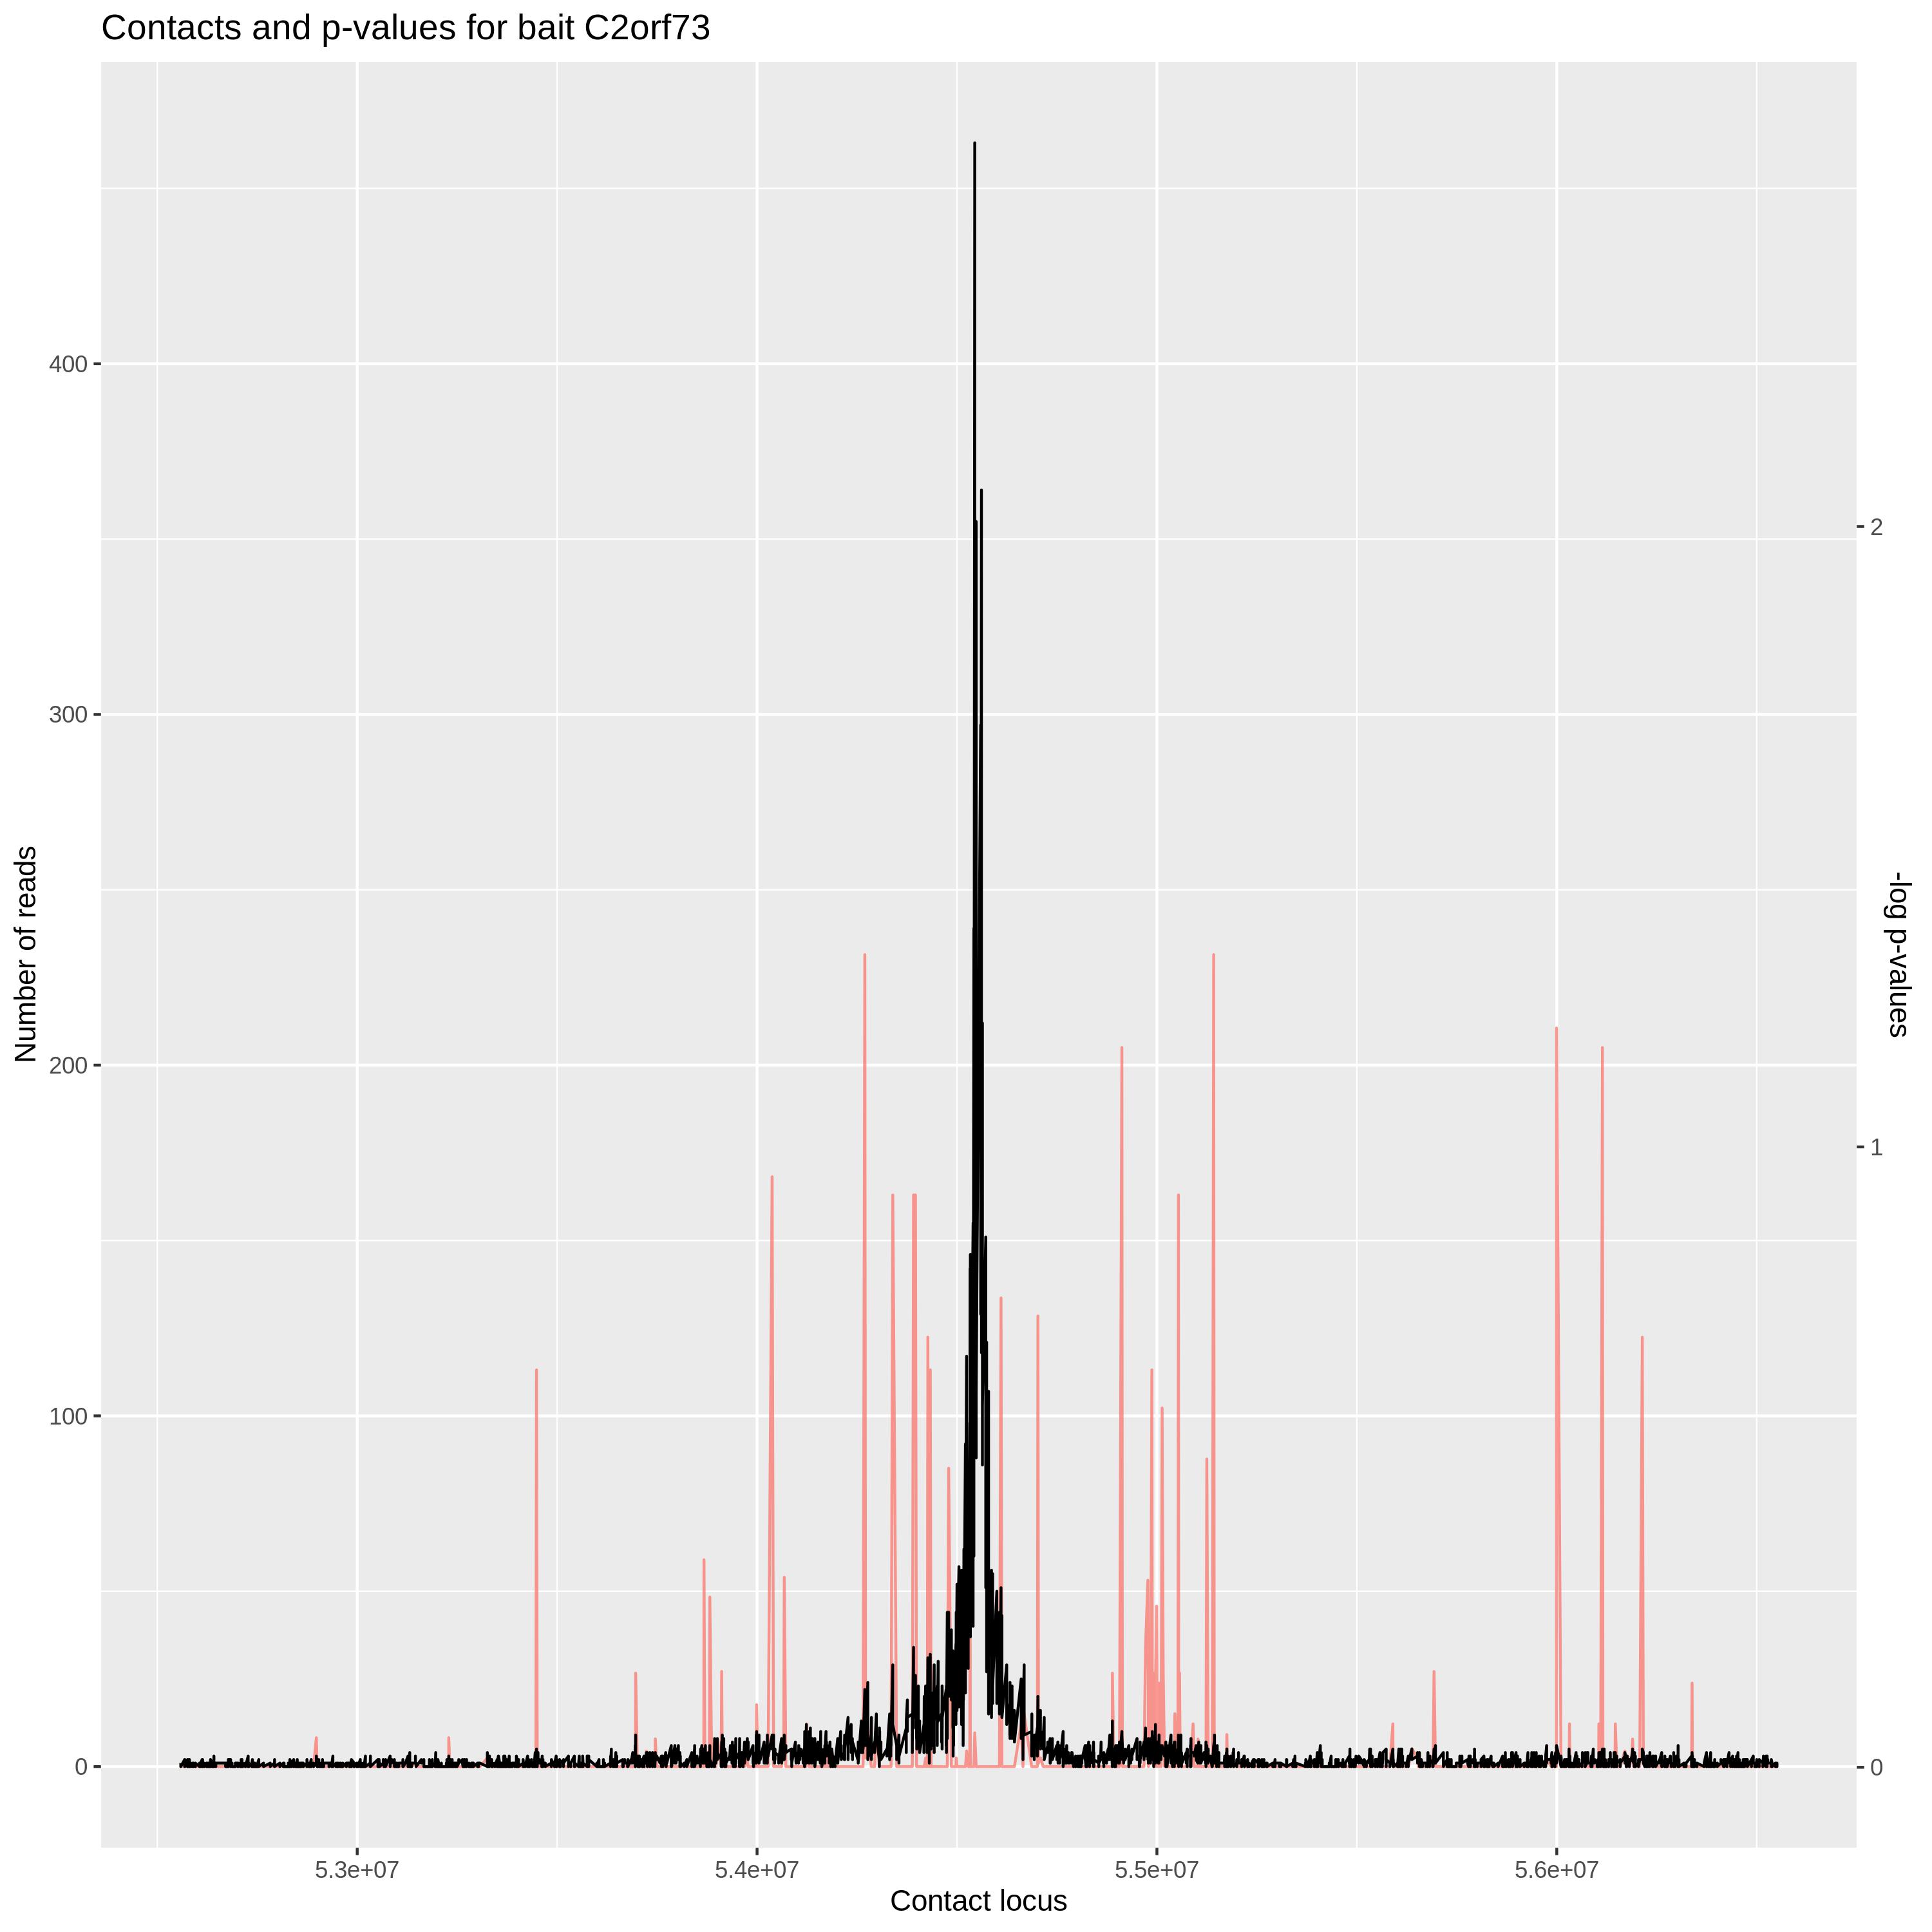 Contacts and p-values for bait C2orf73
Number of reads
400
300
200
100
0
-log p-values
2
1
0
5.3e+07 5.4e+07 5.5e+07 5.6e+07
Contact locus